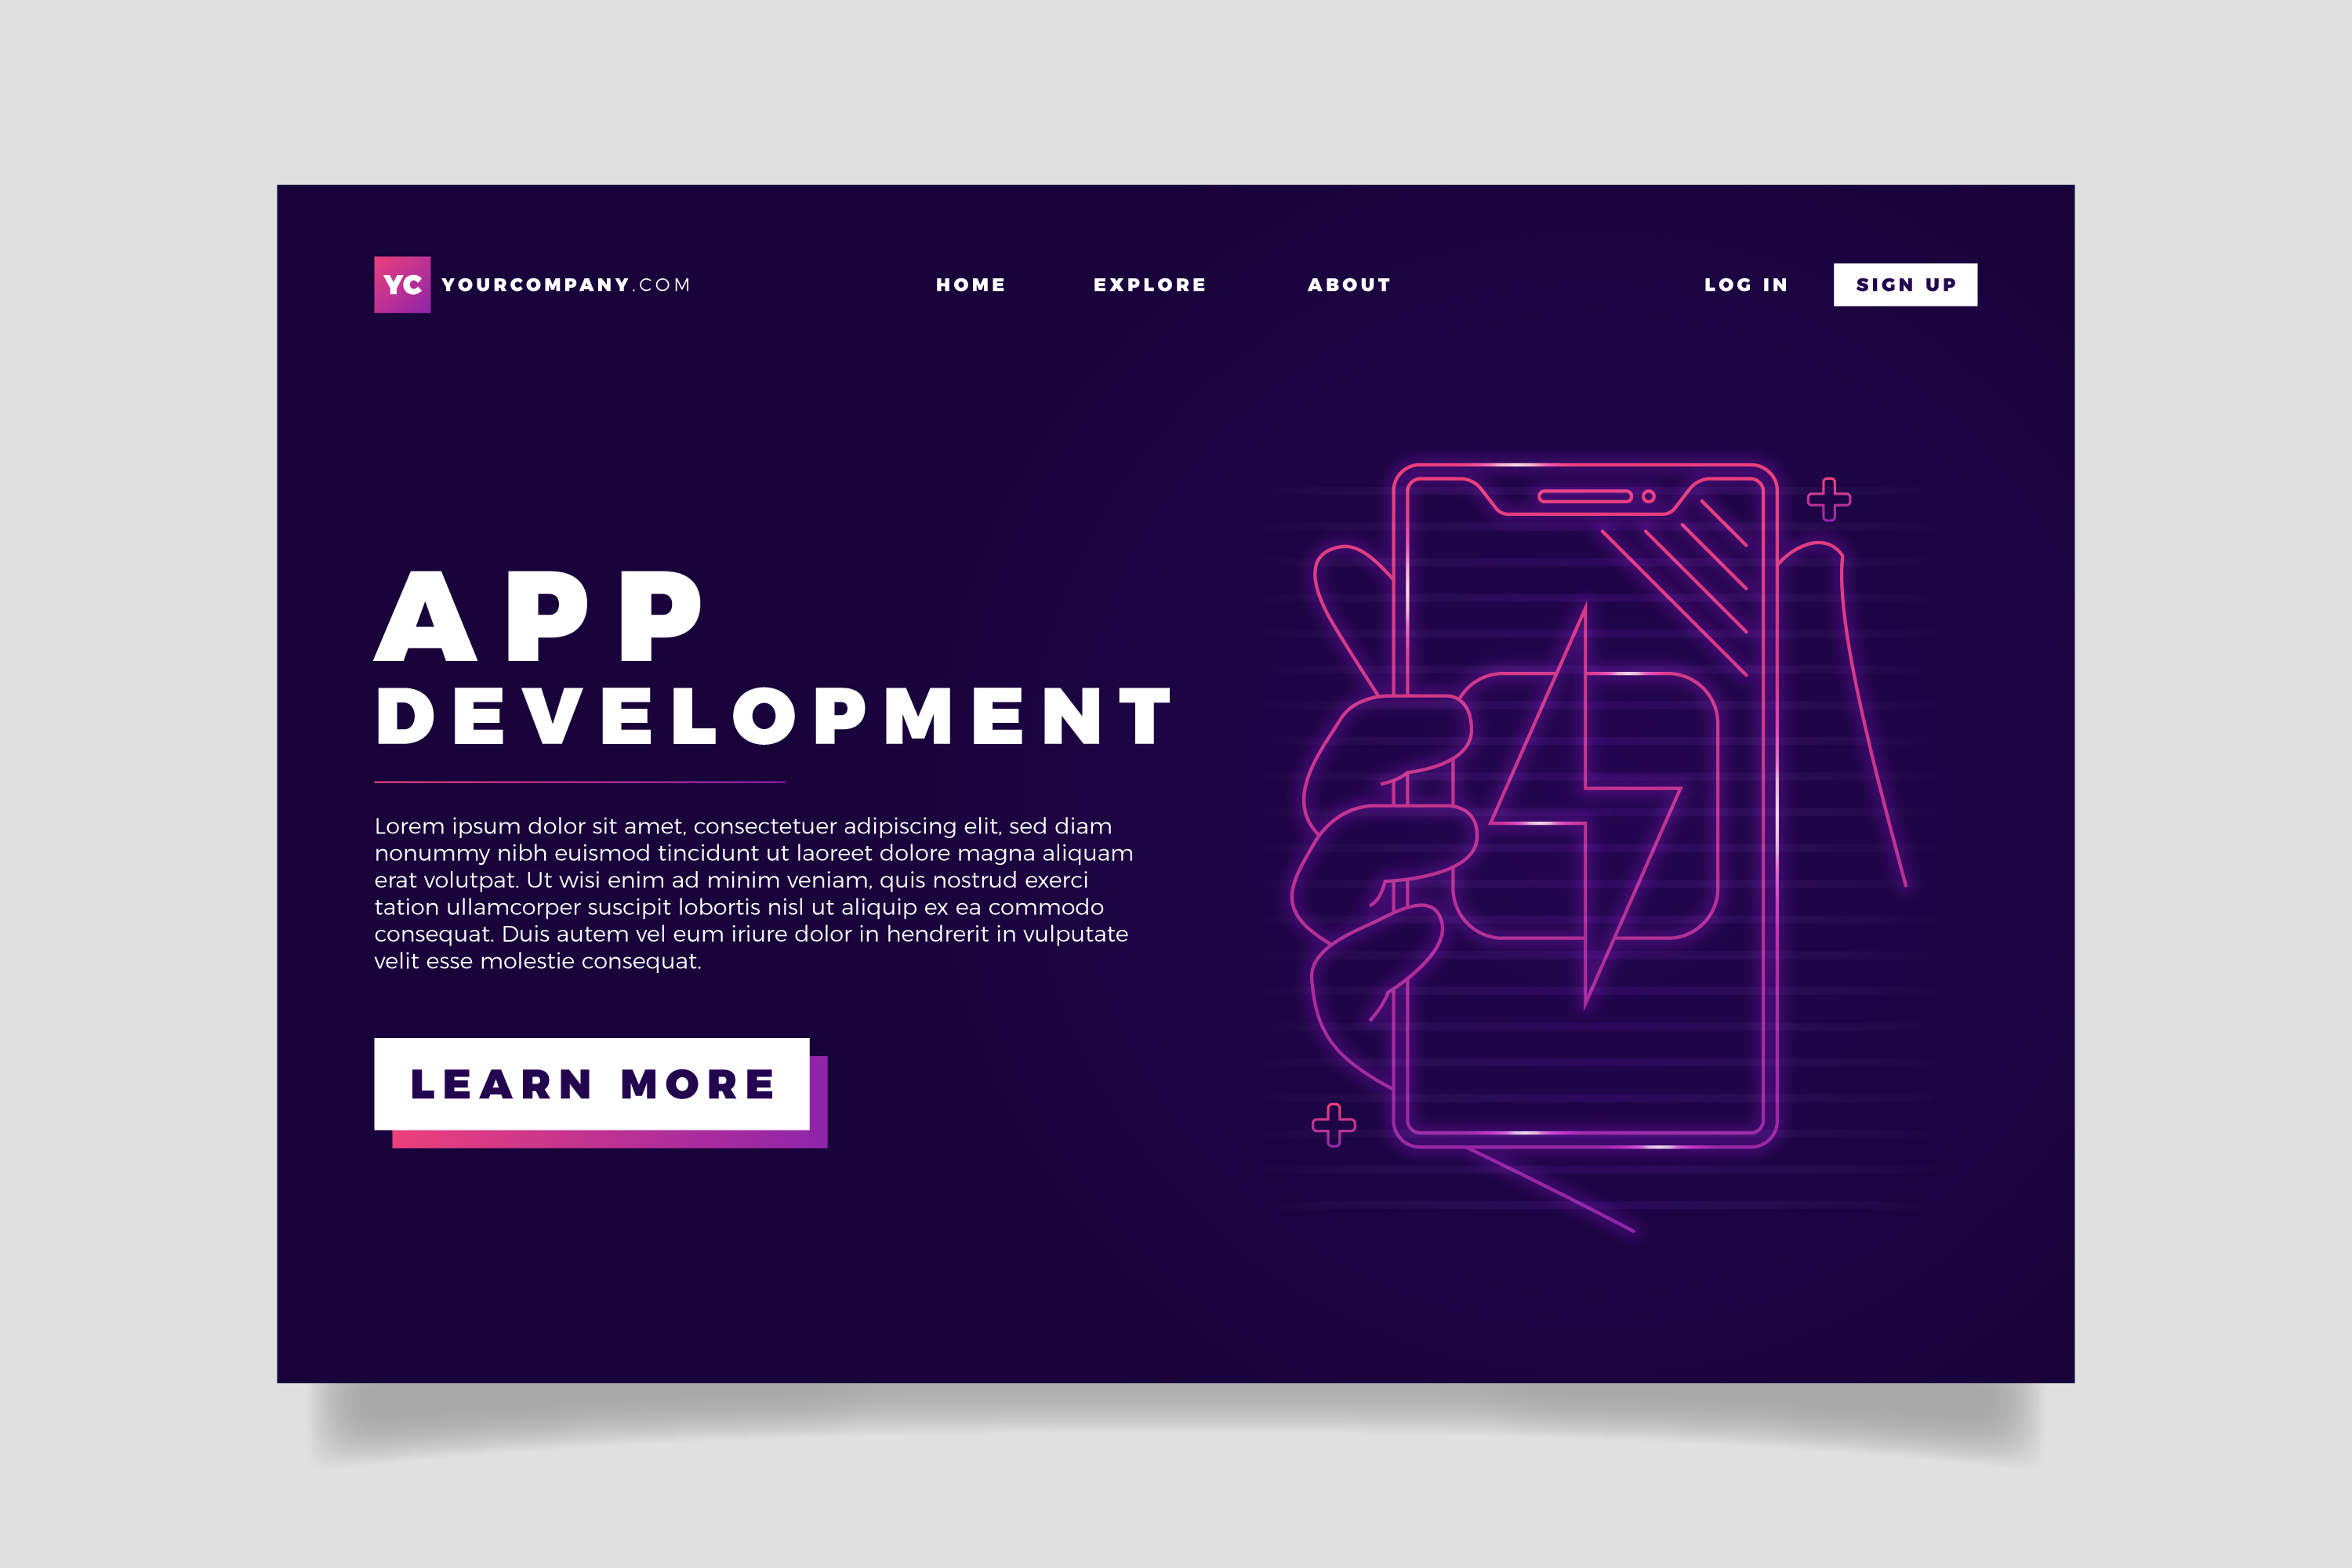 YC YOURCOMPANY.COM HOME EXPLORE ABOUT LOG IN SIGN UP
APP
DEVELOPMENT
Lorem ipsum dolor sit amet, consectetuer adipiscing elit, sed diam
nonummy nibh euismod tincidunt ut laoreet dolore magna aliquam
erat volutpat. Ut wisi enim ad minim veniam, quis nostrud exerci
tation ullamcorper suscipit lobortis nisl ut aliquip ex ea commodo
consequat. Duis autem vel eum iriure dolor in hendrerit in vulputate
velit esse molestie consequat.
LEARN MORE